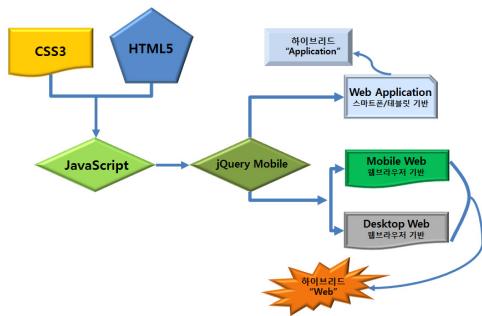 CSS3
HTML5
하이브리드
"Application"
Web Application
스마트폰/태블릿 기반
JavaScript
jQuery Mobile
Mobile Web
웹브라우저 기반
Desktop Web
웹브라우저 기반
하이브리드
"Web"